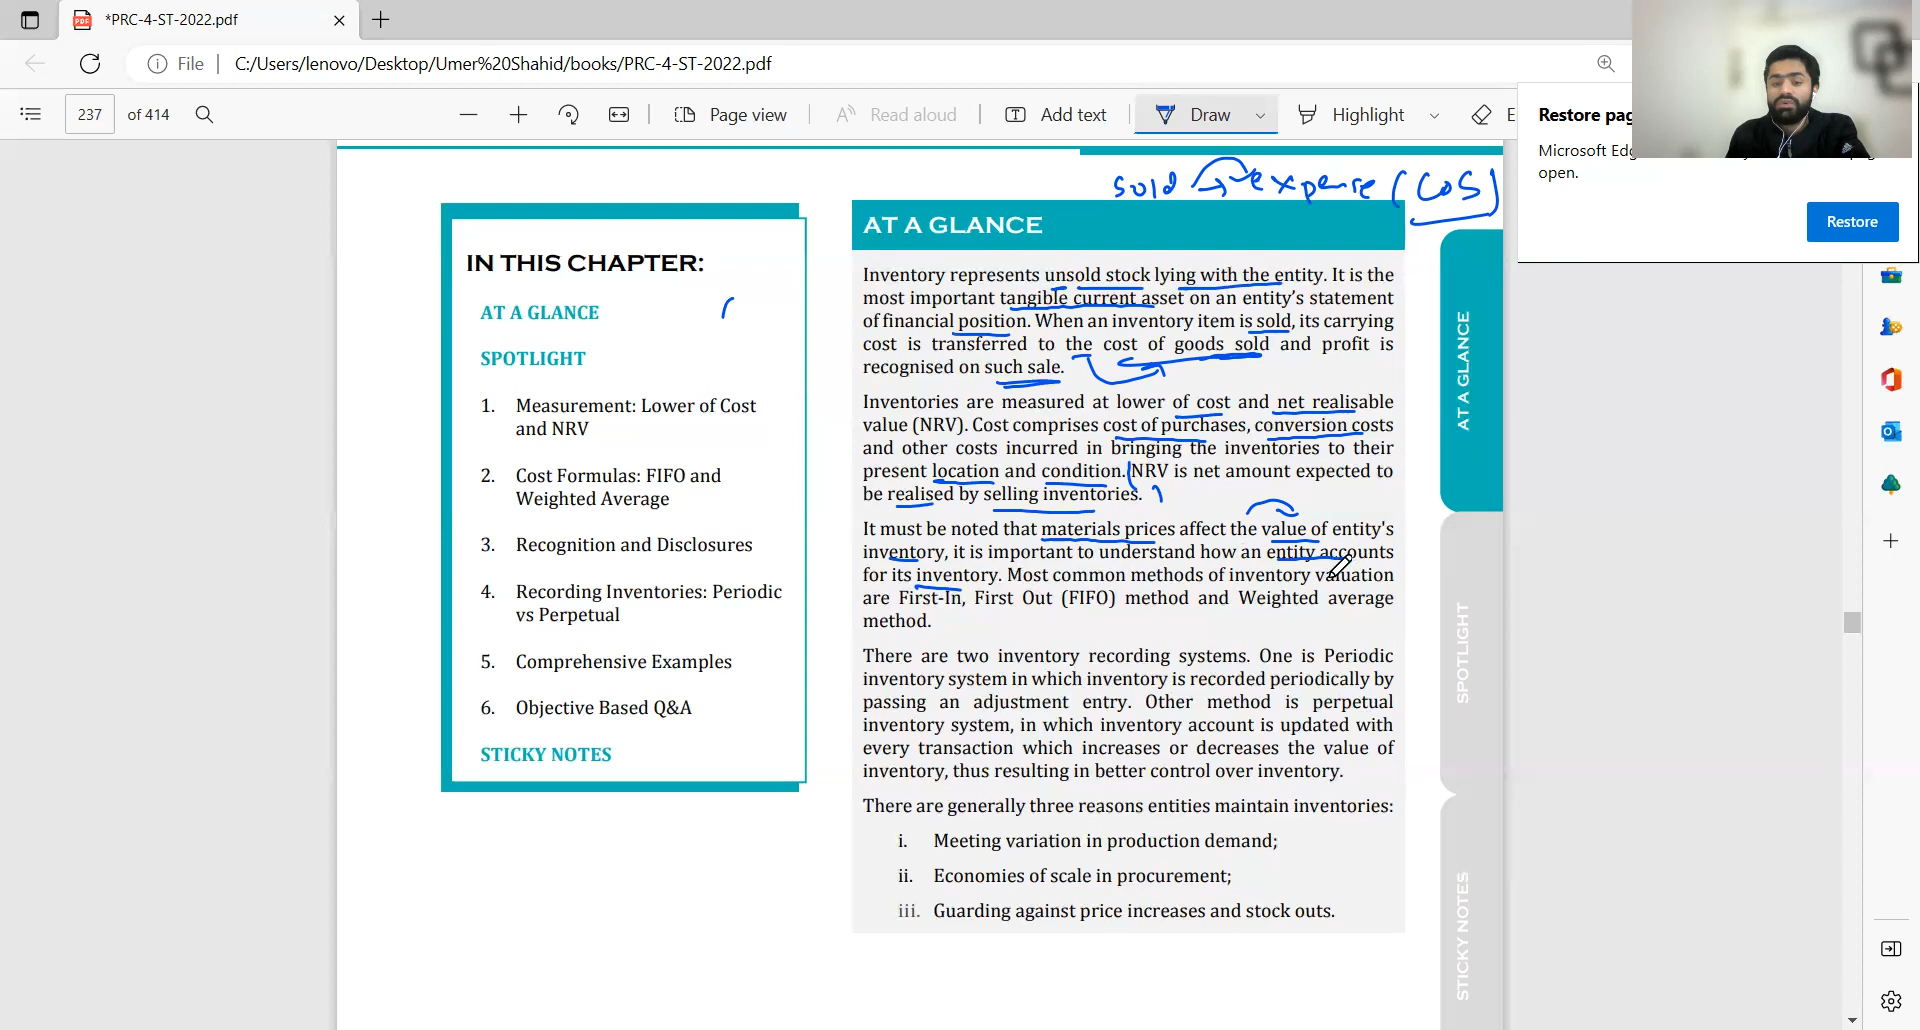 *PRC-4-ST-2022.pdf
File
C:/Users/lenovo/Desktop/Umer%20Shahid/books/PRC-4-ST-2022.pdf
237 of 414
Page view
Read aloud
Add text
Draw
Highlight
E
Restore pag
Microsoft Edg
open.
Restore
sold → expense (COS)
IN THIS CHAPTER:
AT A GLANCE
SPOTLIGHT
1. Measurement: Lower of Cost
and NRV
2. Cost Formulas: FIFO and
Weighted Average
3. Recognition and Disclosures
4. Recording Inventories: Periodic
vs Perpetual
5. Comprehensive Examples
6. Objective Based Q&A
STICKY NOTES
AT A GLANCE
Inventory represents unsold stock lying with the entity. It is the
most important tangible current asset on an entity's statement
of financial position. When an inventory item is sold, its carrying
cost is transferred to the cost of goods sold and profit is
recognised on such sale.
Inventories are measured at lower of cost and net realisable
value (NRV). Cost comprises cost of purchases, conversion costs
and other costs incurred in bringing the inventories to their
present location and condition. NRV is net amount expected to
be realised by selling inventories.
It must be noted that materials prices affect the value of entity's
inventory, it is important to understand how an entity accounts
for its inventory. Most common methods of inventory valuation
are First-In, First Out (FIFO) method and Weighted average
method.
There are two inventory recording systems. One is Periodic
inventory system in which inventory is recorded periodically by
passing an adjustment entry. Other method is perpetual
inventory system, in which inventory account is updated with
every transaction which increases or decreases the value of
inventory, thus resulting in better control over inventory.
There are generally three reasons entities maintain inventories:
i. Meeting variation in production demand;
ii. Economies of scale in procurement;
iii. Guarding against price increases and stock outs.
AT A GLANCE
SPOTLIGHT
STICKY NOTES